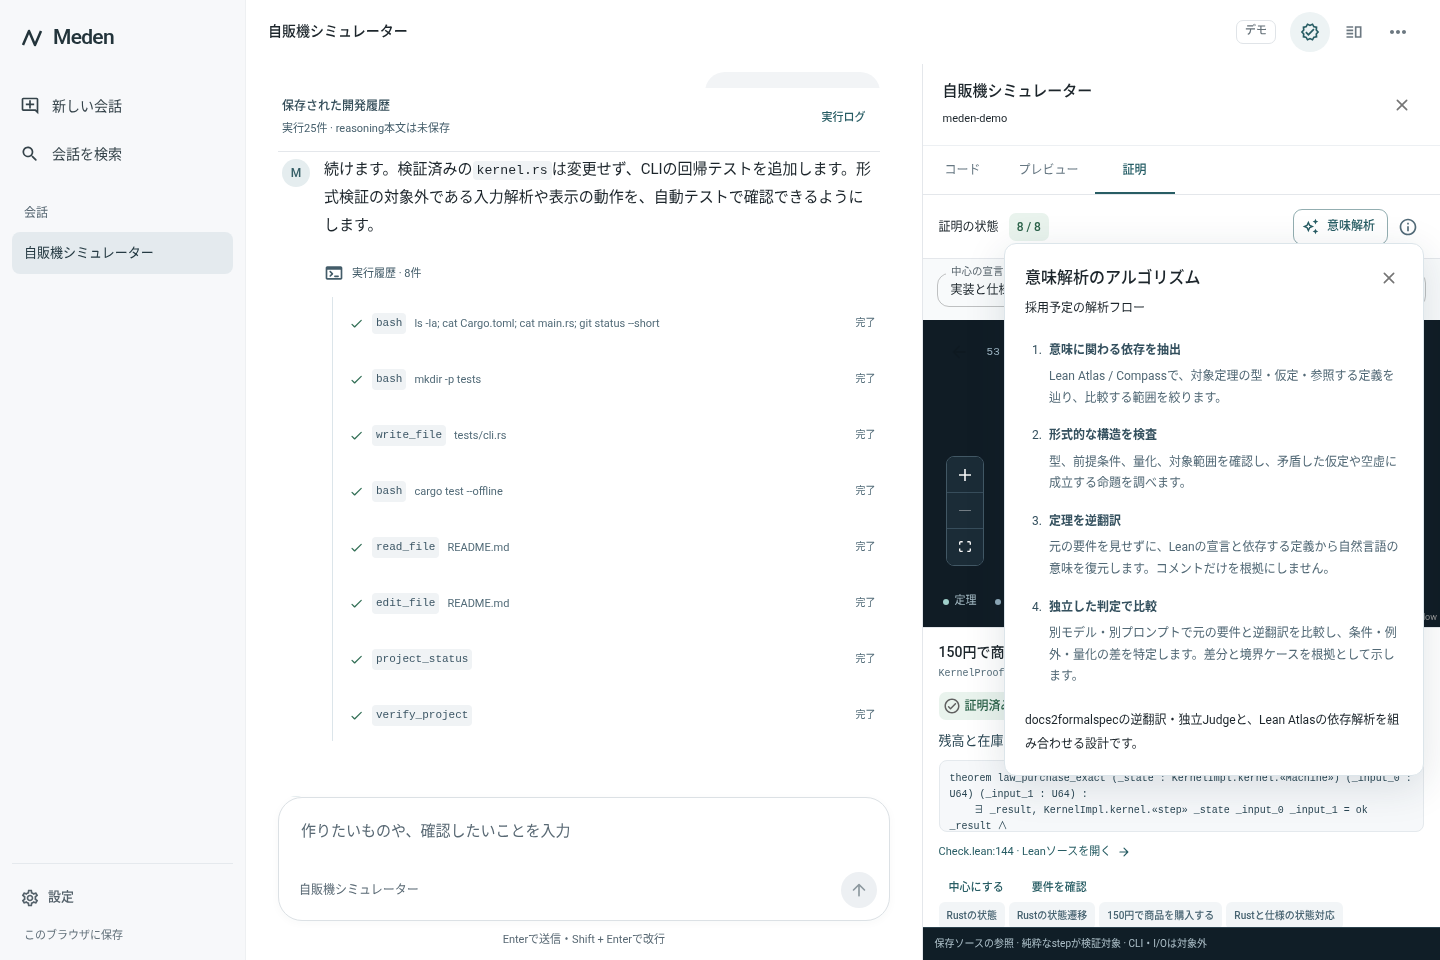 Meden
新しい会話
会話を検索
会話
自販機シミュレーター
設定
このブラウザに保存
自販機シミュレーター
デモ
保存された開発履歴
実行25件 · reasoning本文は未保存
実行ログ
M
続けます。検証済みの kernel.rs は変更せず、CLIの回帰テストを追加します。形
式検証の対象外である入力解析や表示の動作を、自動テストで確認できるように
します。
実行履歴 · 8件
bash ls -la; cat Cargo.toml; cat main.rs; git status --short 完了
bash mkdir -p tests 完了
write_file tests/cli.rs 完了
bash cargo test --offline 完了
read_file README.md 完了
edit_file README.md 完了
project_status 完了
verify_project 完了
作りたいものや、確認したいことを入力
自販機シミュレーター
Enterで送信・Shift + Enterで改行
自販機シミュレーター
meden-demo
コード
プレビュー
証明
証明の状態 8 / 8
意味解析
中心の宣言
実装と仕様
53
定理
意味解析のアルゴリズム
採用予定の解析フロー
1. 意味に関わる依存を抽出
Lean Atlas / Compassで、対象定理の型・仮定・参照する定義を
辿り、比較する範囲を絞ります。
2. 形式的な構造を検査
型、前提条件、量化、対象範囲を確認し、矛盾した仮定や空虚に
成立する命題を調べます。
3. 定理を逆翻訳
元の要件を見せずに、Leanの宣言と依存する定義から自然言語の
意味を復元します。コメントだけを根拠にしません。
4. 独立した判定で比較
別モデル・別プロンプトで元の要件と逆翻訳を比較し、条件・例
外・量化の差を特定します。差分と境界ケースを根拠として示し
ます。
docs2formalspecの逆翻訳・独立Judgeと、Lean Atlasの依存解析を組
み合わせる設計です。
150円で商
KernelProof
証明済み
残高と在庫
theorem law_purchase_exact (_state : KernelImpl.kernel.«Machine») (_input_0 :
U64) (_input_1 : U64) :
∃ _result, KernelImpl.kernel.«step» _state _input_0 _input_1 = ok
_result ∧
Check.lean:144 · Leanソースを開く
中心にする
要件を確認
Rustの状態
Rustの状態遷移
150円で商品を購入する
Rustと仕様の状態対応
保存ソースの参照 · 純粋なstepが検証対象 · CLI・I/Oは対象外